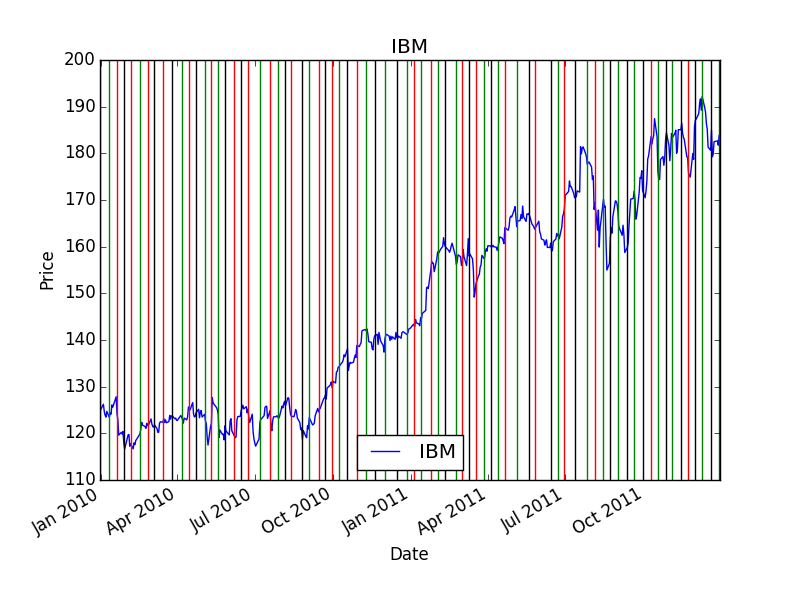 IBM
200
190
180
170
160
150
140
130
120
110
Price
IBM
Jan 2010
Apr 2010
Jul 2010
Oct 2010
Jan 2011
Apr 2011
Jul 2011
Oct 2011
Date